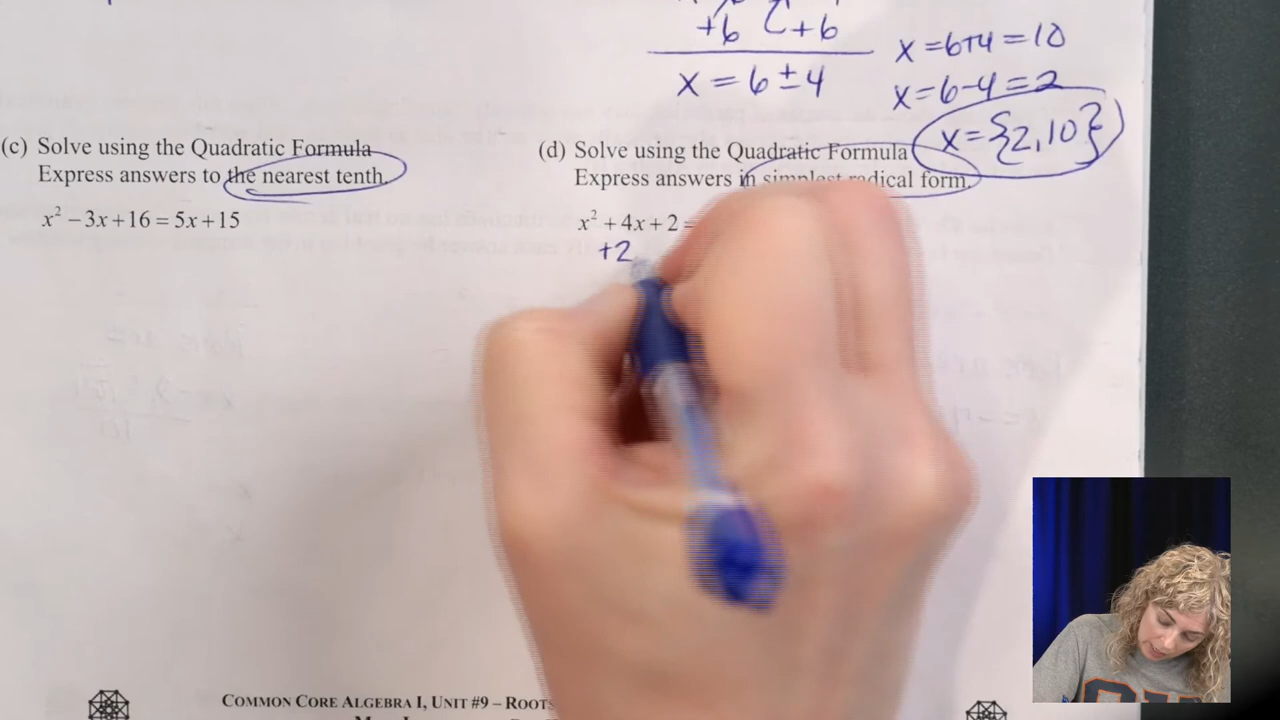 +6 +6
x = 6 ± 4
x = 6+4 = 10
x = 6-4 = 2
x = {2,10}
(c) Solve using the Quadratic Formula
Express answers to the nearest tenth.
x² − 3x + 16 = 5x + 15
(d) Solve using the Quadratic Formula
Express answers in simplest radical form.
x² + 4x + 2 =
+2
COMMON CORE ALGEBRA I, UNIT #9 – ROOTS